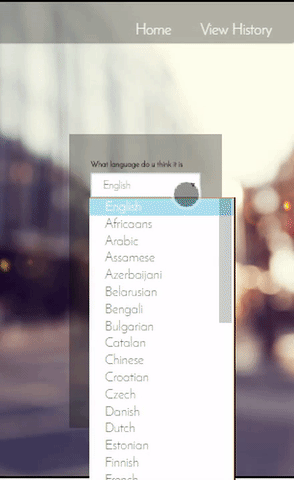 Home
View History
What language do u think it is
English
English
Africaans
Arabic
Assamese
Azerbaijani
Belarusian
Bengali
Bulgarian
Catalan
Chinese
Croatian
Czech
Danish
Dutch
Estonian
Finnish
French